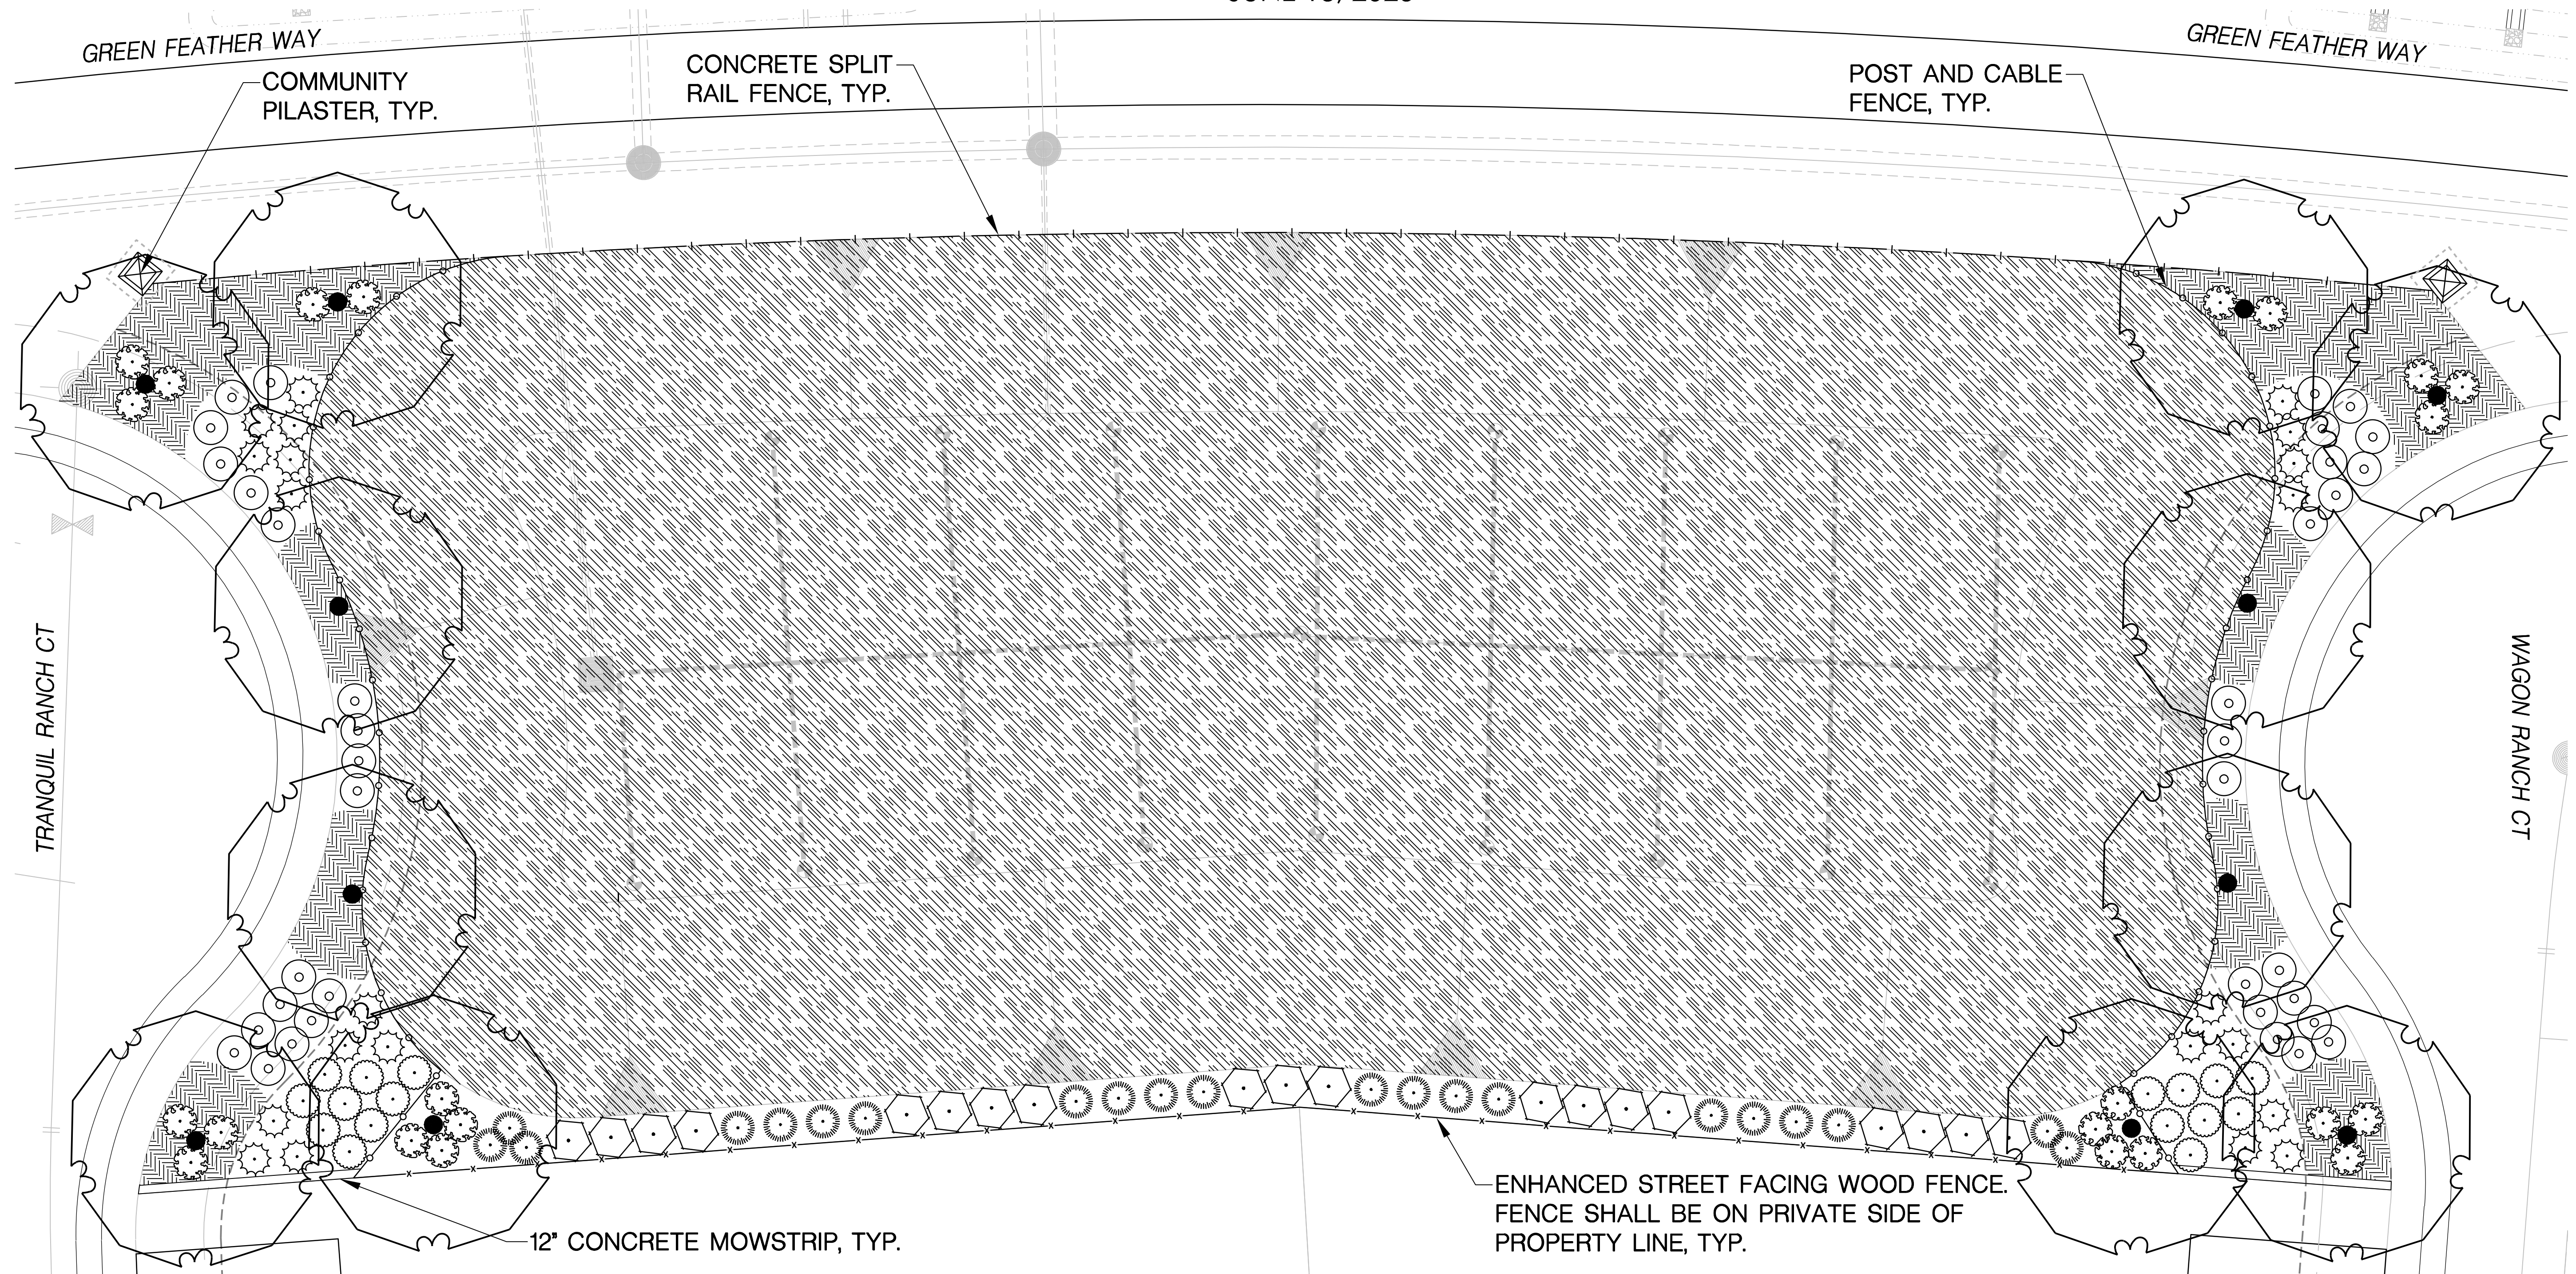 GREEN FEATHER WAY
GREEN FEATHER WAY
COMMUNITY
PILASTER, TYP.
CONCRETE SPLIT
RAIL FENCE, TYP.
POST AND CABLE
FENCE, TYP.
TRANQUIL RANCH CT
WAGON RANCH CT
ENHANCED STREET FACING WOOD FENCE.
FENCE SHALL BE ON PRIVATE SIDE OF
PROPERTY LINE, TYP.
12" CONCRETE MOWSTRIP, TYP.